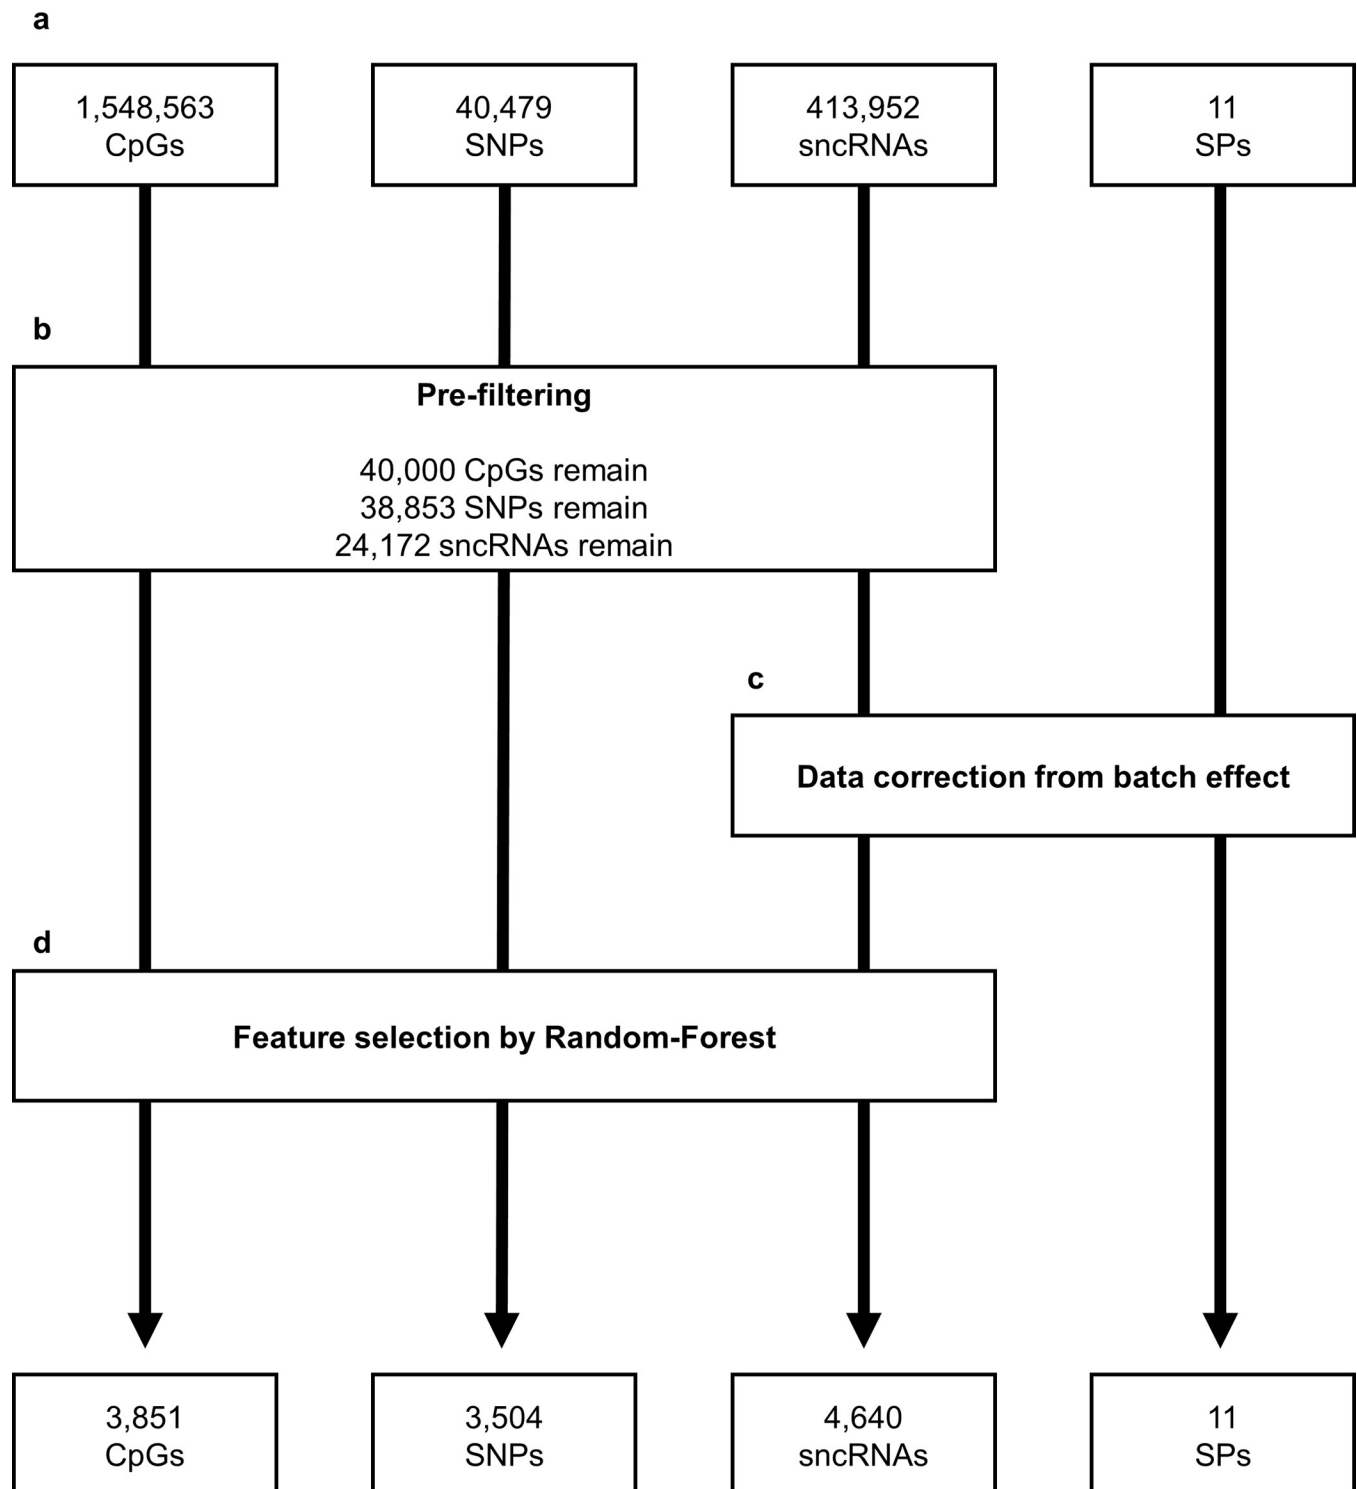 a
1,548,563
CpGs
40,479
SNPs
413,952
sncRNAs
11
SPs
b
Pre-filtering
40,000 CpGs remain
38,853 SNPs remain
24,172 sncRNAs remain
c
Data correction from batch effect
d
Feature selection by Random-Forest
3,851
CpGs
3,504
SNPs
4,640
sncRNAs
11
SPs